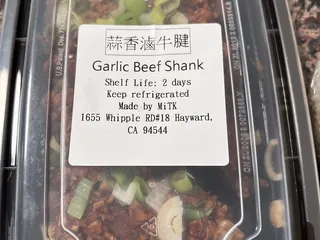 蒜香滷牛腱
Garlic Beef Shank
Shelf Life: 2 days
Keep refrigerated
Made by MiTK
1655 Whipple RD#18 Hayward,
CA 94544